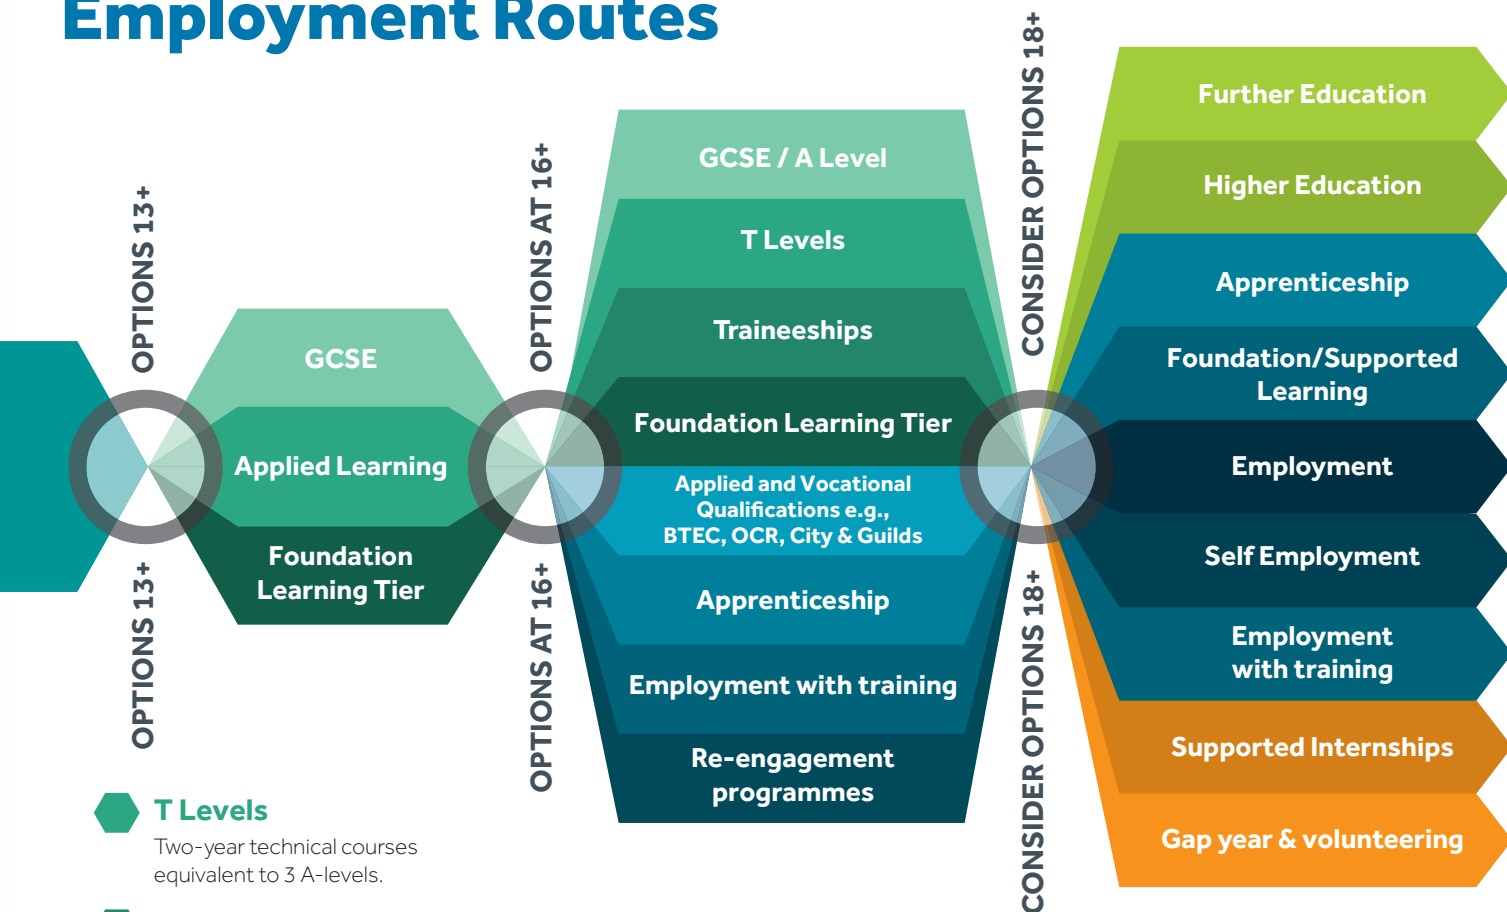 Employment Routes
OPTIONS 13+
OPTIONS 13+
GCSE
Applied Learning
Foundation
Learning Tier
OPTIONS AT 16+
OPTIONS AT 16+
GCSE / A Level
T Levels
Traineeships
Foundation Learning Tier
Applied and Vocational
Qualifications e.g.,
BTEC, OCR, City & Guilds
Apprenticeship
Employment with training
Re-engagement
programmes
CONSIDER OPTIONS 18+
CONSIDER OPTIONS 18+
Further Education
Higher Education
Apprenticeship
Foundation/Supported
Learning
Employment
Self Employment
Employment
with training
Supported Internships
Gap year & volunteering
T Levels
Two-year technical courses
equivalent to 3 A-levels.